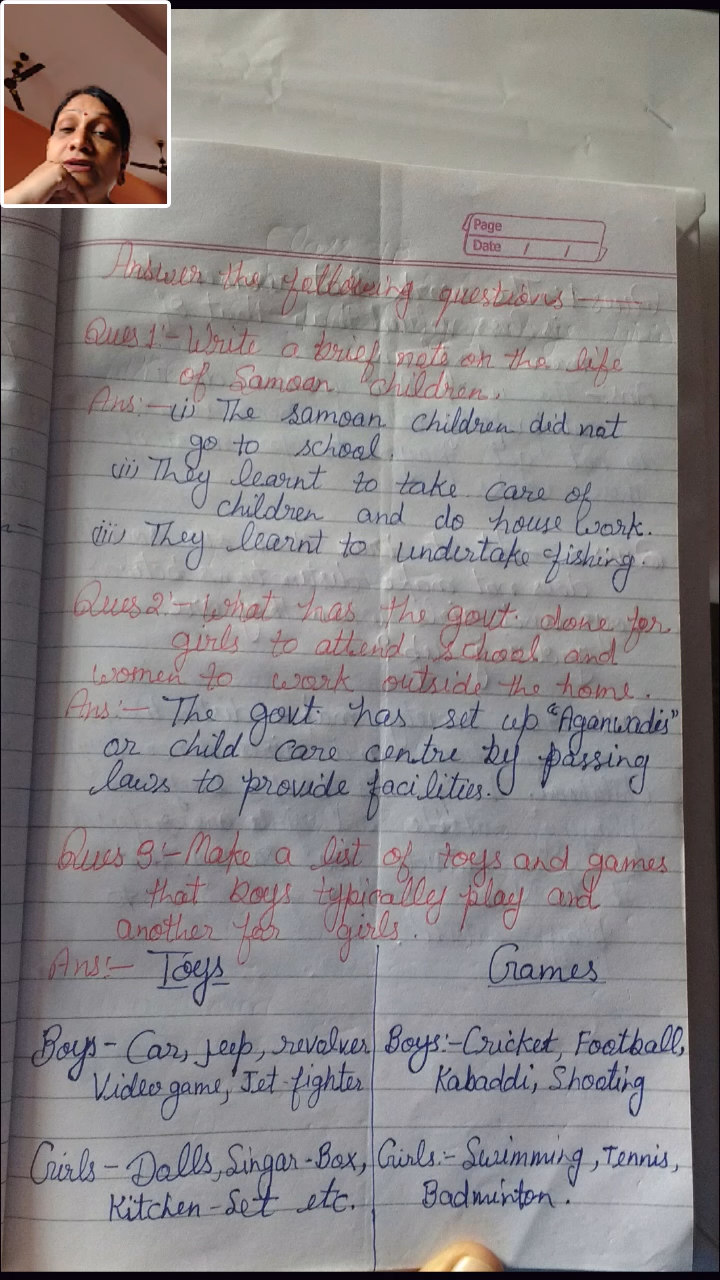 Page
Date / /
Answer the following questions:-
Ques 1:- Write a brief note on the life
of Samoan children.
Ans:- (i) The samoan children did not
go to school.
(ii) They learnt to take care of
children and do house work.
(iii) They learnt to undertake fishing.
Ques 2:- What has the govt. done for
girls to attend school and
women to work outside the home.
Ans:- The govt. has set up "Aganwadis"
or child care centre by passing
laws to provide facilities.
Ques 3:- Make a list of toys and games
that boys typically play and
another for girls.
Ans:- Toys Games
Boys- Car, jeep, revolver Boys:- Cricket, Football,
Video game, Jet-fighter Kabaddi, Shooting
Girls- Dolls, Singar-Box, Girls:- Swimming, Tennis,
Kitchen-Set etc. Badminton.